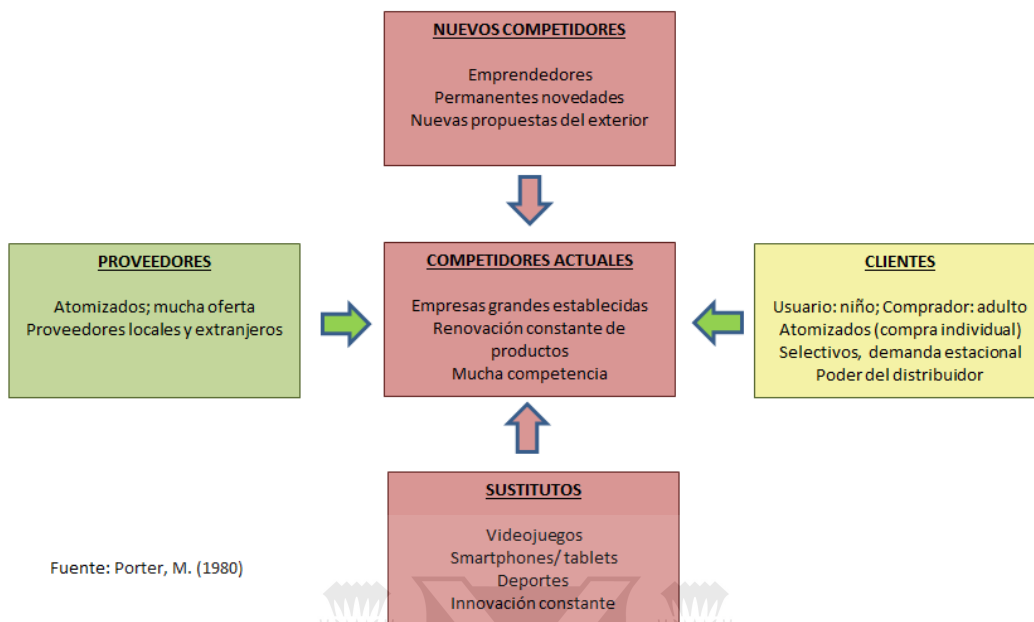 NUEVOS COMPETIDORES
Emprendedores
Permanentes novedades
Nuevas propuestas del exterior
PROVEEDORES
Atomizados; mucha oferta
Proveedores locales y extranjeros
COMPETIDORES ACTUALES
Empresas grandes establecidas
Renovación constante de
productos
Mucha competencia
CLIENTES
Usuario: niño; Comprador: adulto
Atomizados (compra individual)
Selectivos, demanda estacional
Poder del distribuidor
SUSTITUTOS
Videojuegos
Smartphones/ tablets
Deportes
Innovación constante
Fuente: Porter, M. (1980)